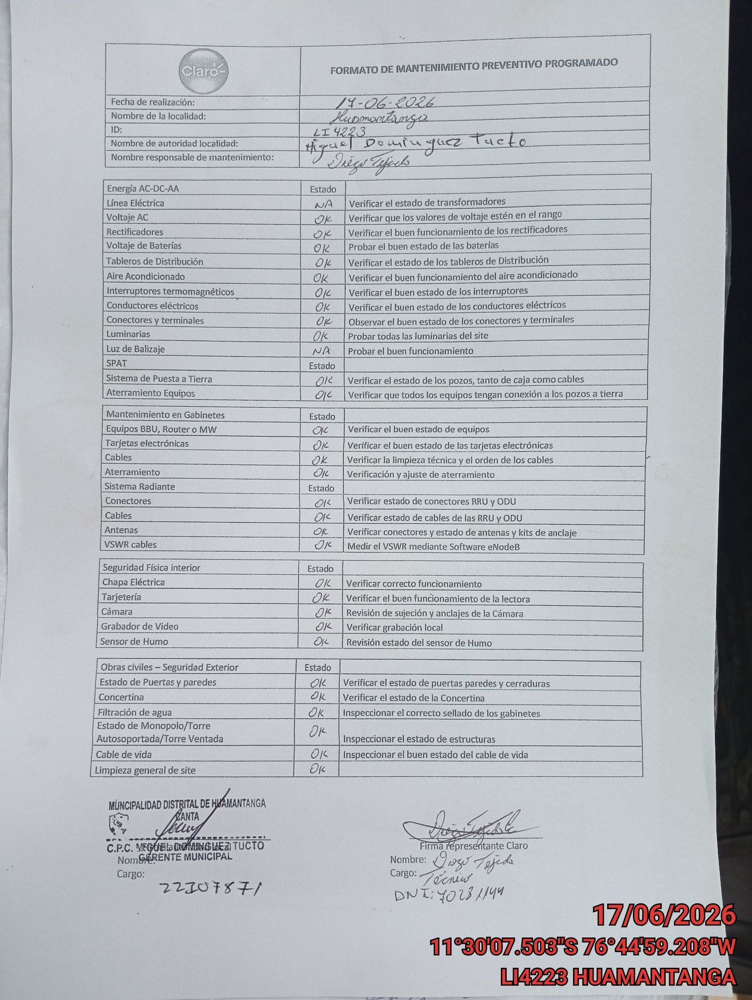 Claro
FORMATO DE MANTENIMIENTO PREVENTIVO PROGRAMADO
Fecha de realización: 17-06-2026
Nombre de la localidad: Huamantanga
ID: LI4223
Nombre de autoridad localidad: Miguel Dominguez Tucto
Nombre responsable de mantenimiento: Diego Tejeda
Energía AC-DC-AA Estado
Línea Eléctrica NA Verificar el estado de transformadores
Voltaje AC OK Verificar que los valores de voltaje estén en el rango
Rectificadores OK Verificar el buen funcionamiento de los rectificadores
Voltaje de Baterías OK Probar el buen estado de las baterías
Tableros de Distribución OK Verificar el estado de los tableros de Distribución
Aire Acondicionado OK Verificar el buen funcionamiento del aire acondicionado
Interruptores termomagnéticos OK Verificar el buen estado de los interruptores
Conductores eléctricos OK Verificar el buen estado de los conductores eléctricos
Conectores y terminales OK Observar el buen estado de los conectores y terminales
Luminarias OK Probar todas las luminarias del site
Luz de Balizaje NA Probar el buen funcionamiento
SPAT Estado
Sistema de Puesta a Tierra OK Verificar el estado de los pozos, tanto de caja como cables
Aterramiento Equipos OK Verificar que todos los equipos tengan conexión a los pozos a tierra
Mantenimiento en Gabinetes Estado
Equipos BBU, Router o MW OK Verificar el buen estado de equipos
Tarjetas electrónicas OK Verificar el buen estado de las tarjetas electrónicas
Cables OK Verificar la limpieza técnica y el orden de los cables
Aterramiento OK Verificación y ajuste de aterramiento
Sistema Radiante Estado
Conectores OK Verificar estado de conectores RRU y ODU
Cables OK Verificar estado de cables de las RRU y ODU
Antenas OK Verificar conectores y estado de antenas y kits de anclaje
VSWR cables OK Medir el VSWR mediante Software eNodeB
Seguridad Física interior Estado
Chapa Eléctrica OK Verificar correcto funcionamiento
Tarjetería OK Verificar el buen funcionamiento de la lectora
Cámara OK Revisión de sujeción y anclajes de la Cámara
Grabador de Video OK Verificar grabación local
Sensor de Humo OK Revisión estado del sensor de Humo
Obras civiles – Seguridad Exterior Estado
Estado de Puertas y paredes OK Verificar el estado de puertas paredes y cerraduras
Concertina OK Verificar el estado de la Concertina
Filtración de agua OK Inspeccionar el correcto sellado de los gabinetes
Estado de Monopolo/Torre
Autosoportada/Torre Ventada OK Inspeccionar el estado de estructuras
Cable de vida OK Inspeccionar el buen estado del cable de vida
Limpieza general de site OK
MUNCIPALIDAD DISTRITAL DE HUAMANTANGA
CANTA
C.P.C. MIGUEL DOMINGUEZ TUCTO
GERENTE MUNICIPAL
Nombre:
Cargo:
Diego Tejeda
Firma representante Claro
Nombre: Diego Tejeda
Cargo: Técnico
DNI: 70281144
17/06/2026
11°30'07.503"S 76°44'59.208"W
LI4223 HUAMANTANGA